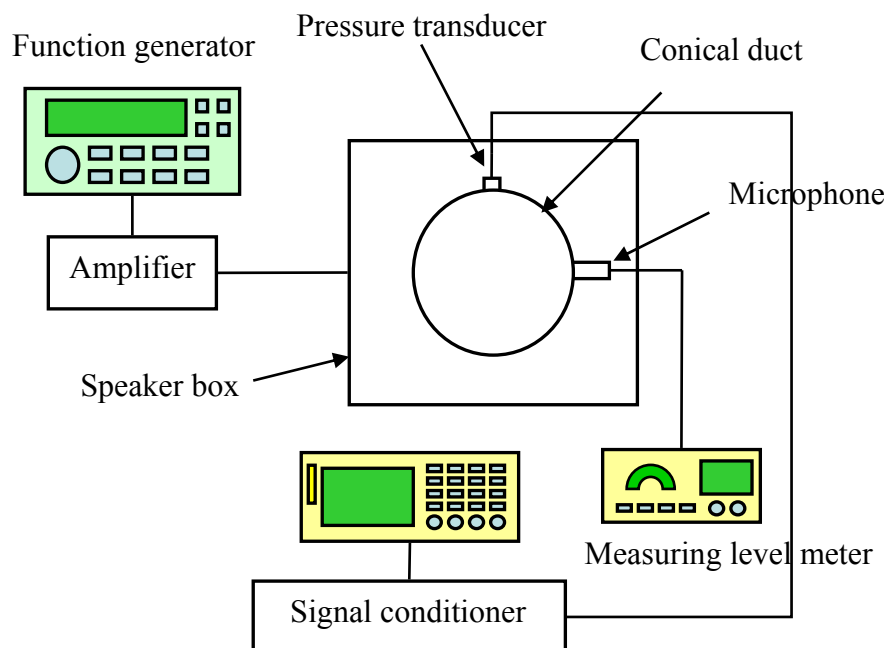 Pressure transducer
Function generator
Conical duct
Microphone
Amplifier
Speaker box
Measuring level meter
Signal conditioner